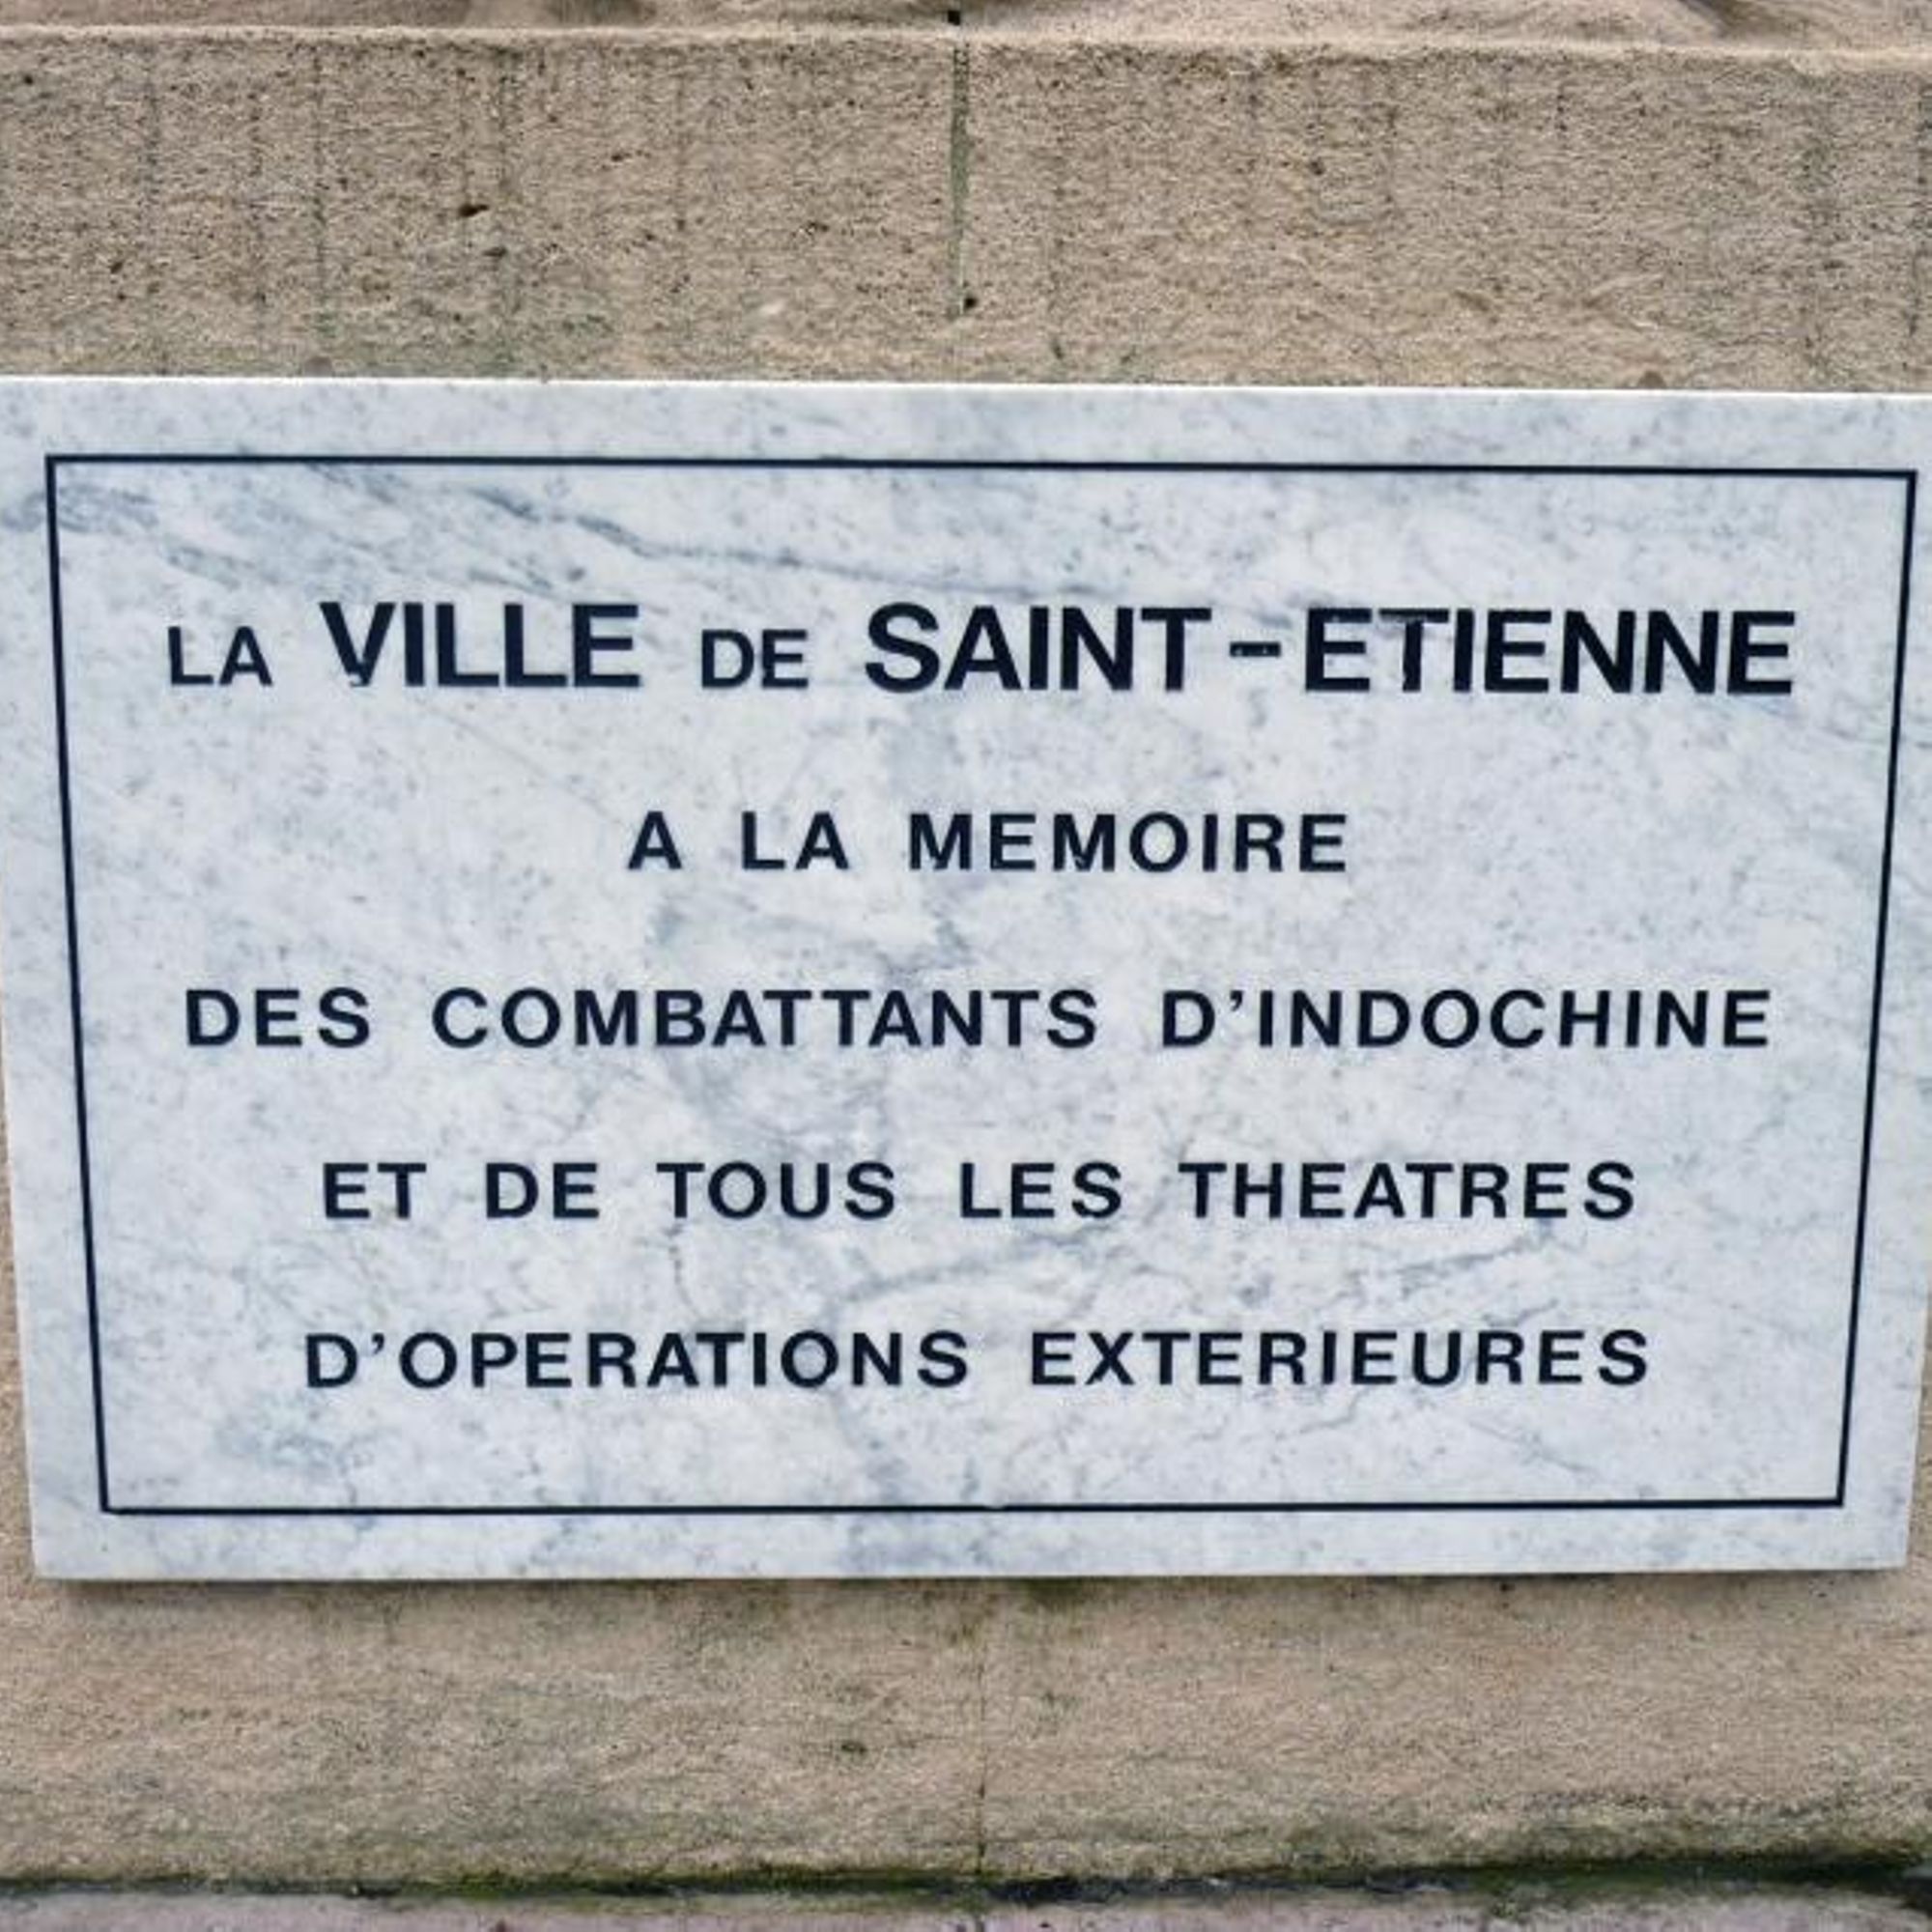 LA VILLE DE SAINT-ETIENNE
A LA MEMOIRE
DES COMBATTANTS D'INDOCHINE
ET DE TOUS LES THEATRES
D'OPERATIONS EXTERIEURES